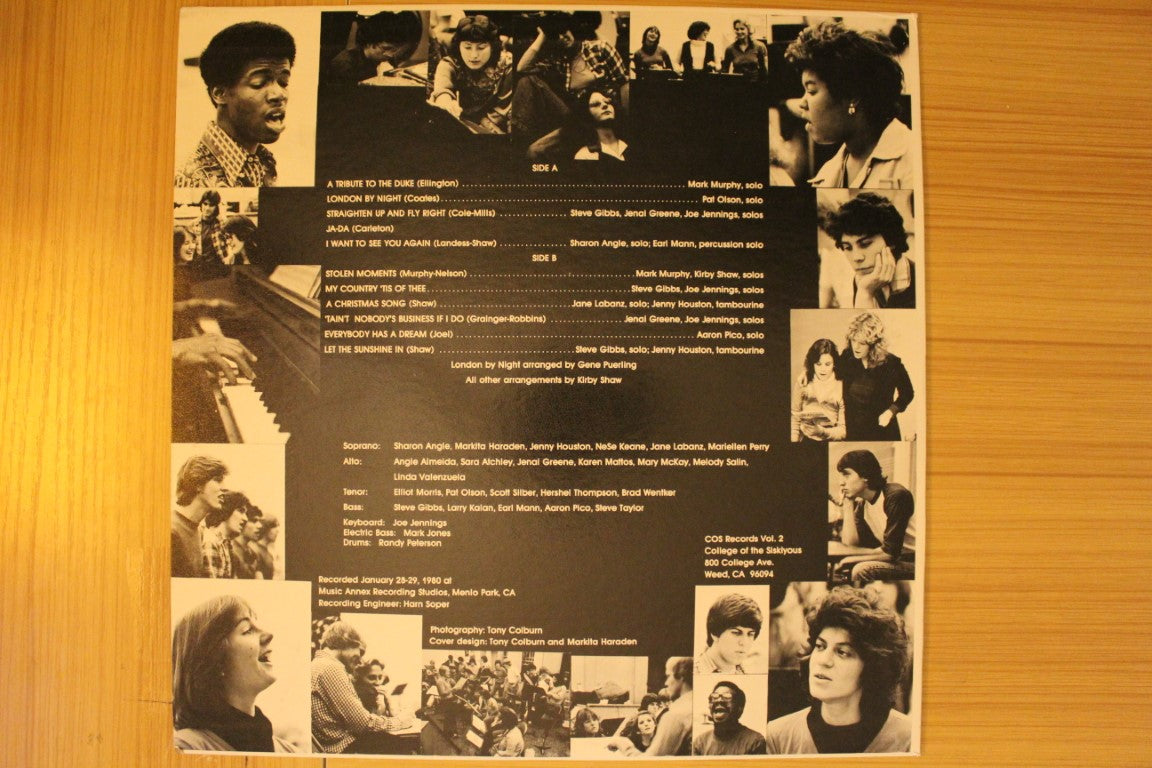 SIDE A
A TRIBUTE TO THE DUKE (Ellington) ........ Mark Murphy, solo
LONDON BY NIGHT (Coates) ........ Pat Olson, solo
STRAIGHTEN UP AND FLY RIGHT (Cole-Mills) ........ Steve Gibbs, Jenai Greene, Joe Jennings, solos
JA-DA (Carleton)
I WANT TO SEE YOU AGAIN (Landess-Shaw) ........ Sharon Angle, solo; Earl Mann, percussion solo
SIDE B
STOLEN MOMENTS (Murphy-Nelson) ........ Mark Murphy, Kirby Shaw, solos
MY COUNTRY 'TIS OF THEE ........ Steve Gibbs, Joe Jennings, solos
A CHRISTMAS SONG (Shaw) ........ Jane Labanz, solo; Jenny Houston, tambourine
'TAIN'T NOBODY'S BUSINESS IF I DO (Grainger-Robbins) ........ Jenai Greene, Joe Jennings, solos
EVERYBODY HAS A DREAM (Joel) ........ Aaron Pico, solo
LET THE SUNSHINE IN (Shaw) ........ Steve Gibbs, solo; Jenny Houston, tambourine
London by Night arranged by Gene Puerling
All other arrangements by Kirby Shaw
Soprano: Sharon Angle, Markita Haraden, Jenny Houston, NeSe Keane, Jane Labanz, Mariellen Perry
Alto: Angie Almeida, Sara Atchley, Jenai Greene, Karen Mattos, Mary McKay, Melody Salin,
Linda Valenzuela
Tenor: Elliot Morris, Pat Olson, Scott Silber, Hershel Thompson, Brad Wentker
Bass: Steve Gibbs, Larry Kalan, Earl Mann, Aaron Pico, Steve Taylor
Keyboard: Joe Jennings
Electric Bass: Mark Jones
Drums: Randy Peterson
COS Records Vol. 2
College of the Siskiyous
800 College Ave.
Weed, CA 96094
Recorded January 28-29, 1980 at
Music Annex Recording Studios, Menlo Park, CA
Recording Engineer: Harn Soper
Photography: Tony Colburn
Cover design: Tony Colburn and Markita Haraden